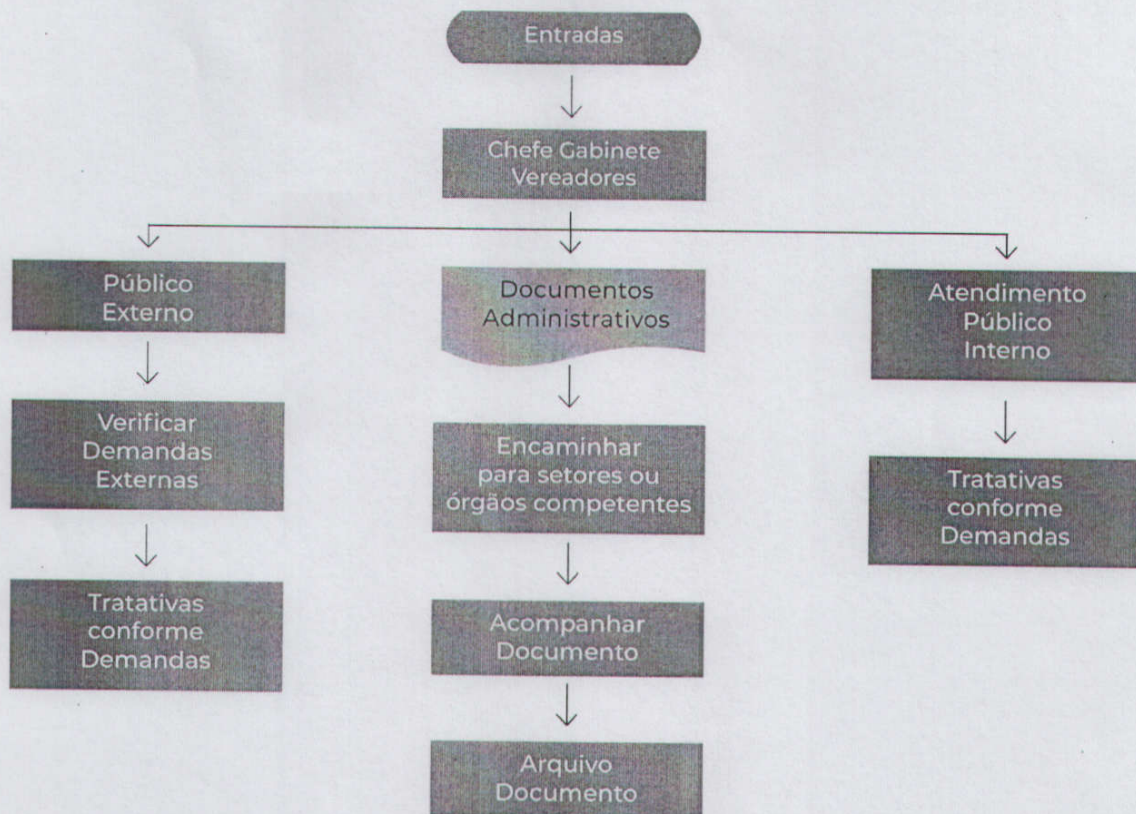 Entradas
Chefe Gabinete
Vereadores
Público
Externo
Documentos
Administrativos
Atendimento
Público
Interno
Verificar
Demandas
Externas
Encaminhar
para setores ou
órgãos competentes
Tratativas
conforme
Demandas
Tratativas
conforme
Demandas
Acompanhar
Documento
Arquivo
Documento